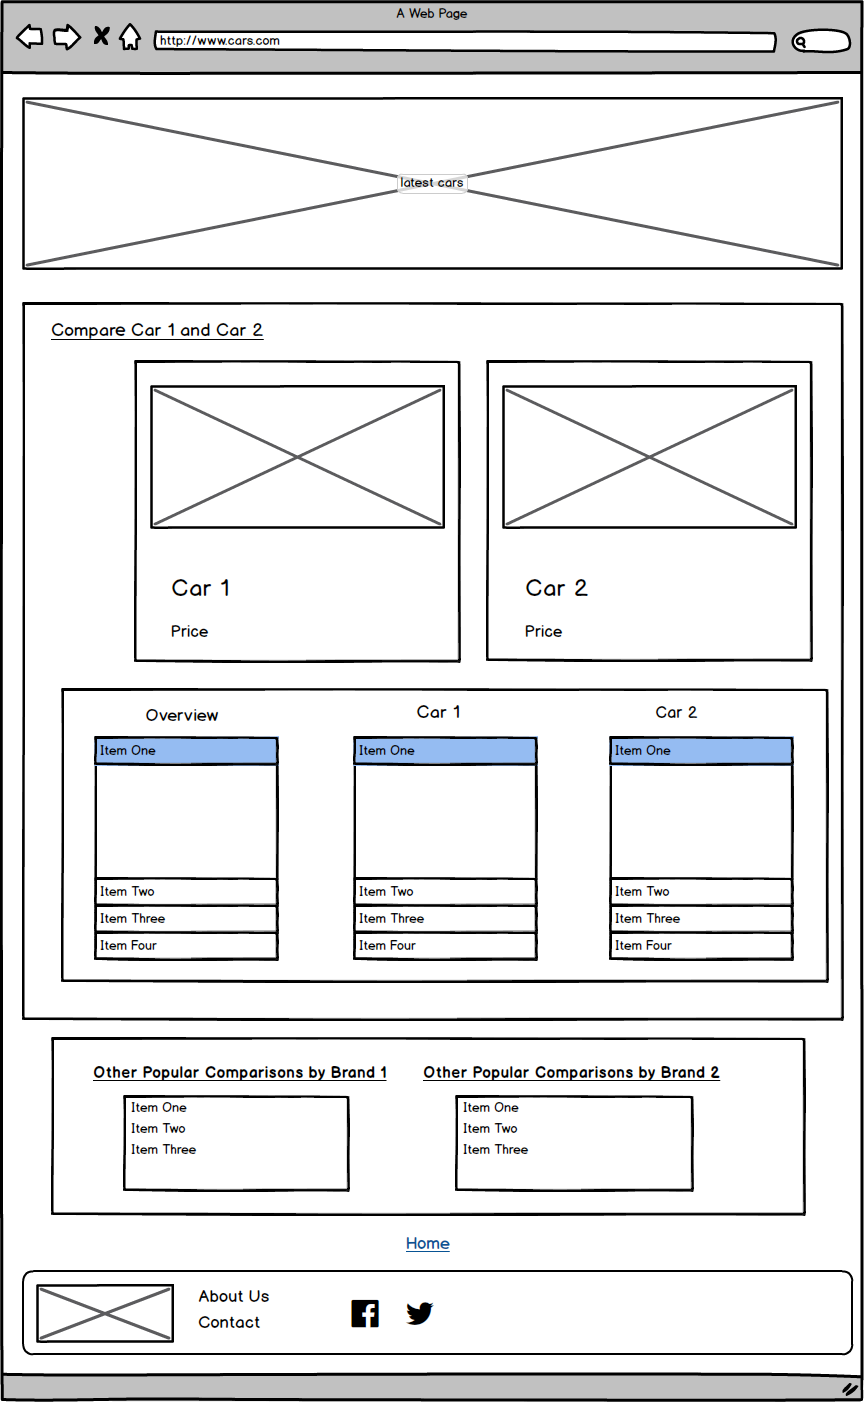 A Web Page
http://www.cars.com
latest cars
Compare Car 1 and Car 2
Car 1
Price
Car 2
Price
Overview
Car 1
Car 2
Item One
Item One
Item One
Item Two
Item Two
Item Two
Item Three
Item Three
Item Three
Item Four
Item Four
Item Four
Other Popular Comparisons by Brand 1
Item One
Item Two
Item Three
Other Popular Comparisons by Brand 2
Item One
Item Two
Item Three
Home
About Us
Contact